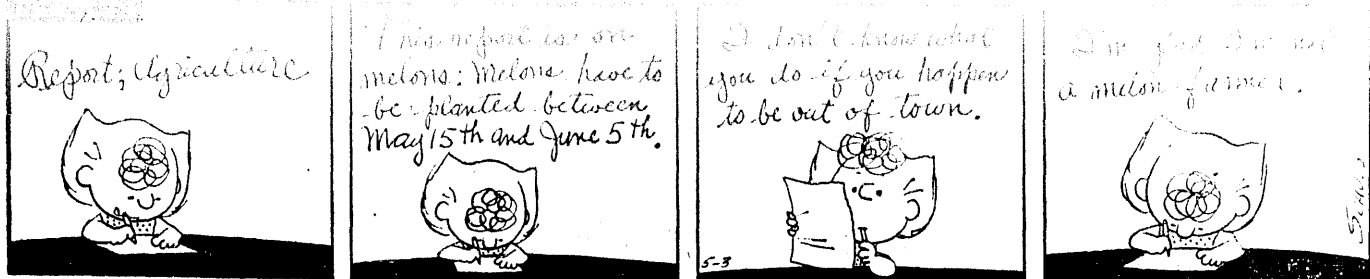 Report; Agriculture
This report is on
melons: Melons have to
be planted between
May 15th and June 5th.
I don't know what
you do if you happen
to be out of town.
5-3
I'm glad I'm not
a melon farmer.